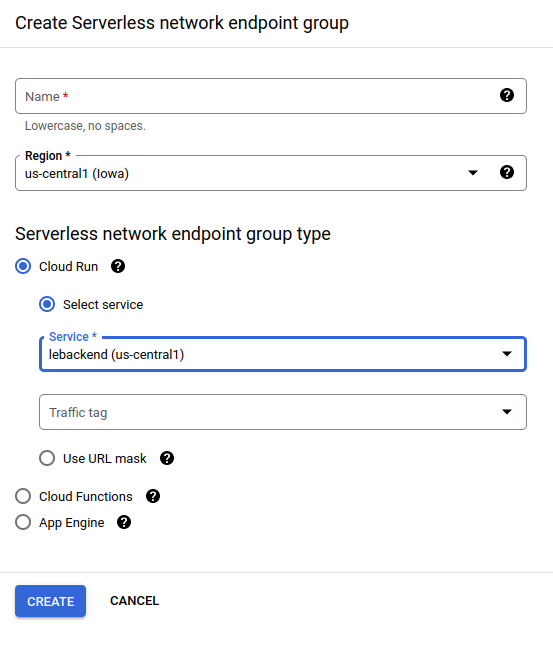 Create Serverless network endpoint group
Name *
Lowercase, no spaces.
Region *
us-central1 (Iowa)
Serverless network endpoint group type
Cloud Run
Select service
Service *
lebackend (us-central1)
Traffic tag
Use URL mask
Cloud Functions
App Engine
CREATE CANCEL